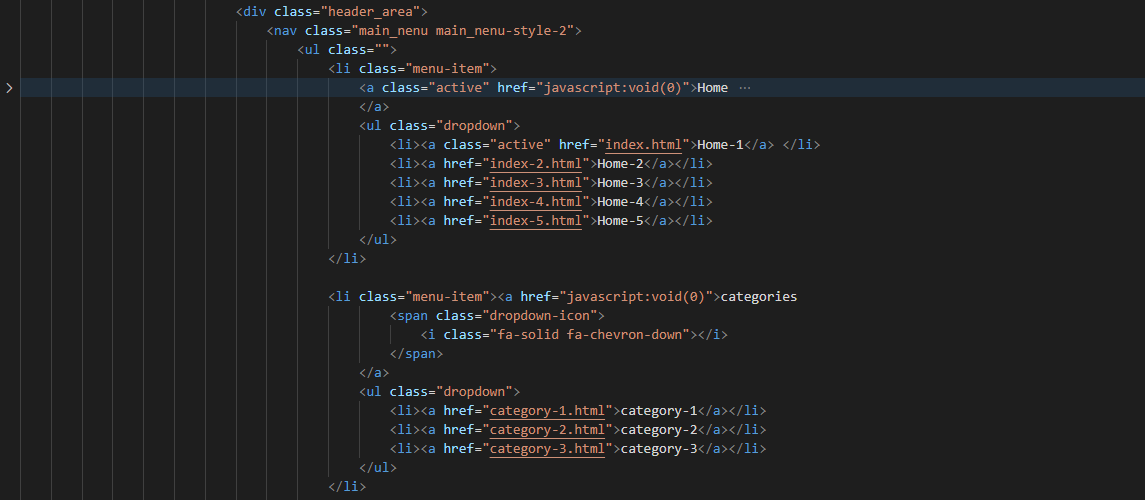 <div class="header_area">
<nav class="main_nenu main_nenu-style-2">
<ul class="">
<li class="menu-item">
<a class="active" href="javascript:void(0)">Home ⋯
</a>
<ul class="dropdown">
<li><a class="active" href="index.html">Home-1</a> </li>
<li><a href="index-2.html">Home-2</a></li>
<li><a href="index-3.html">Home-3</a></li>
<li><a href="index-4.html">Home-4</a></li>
<li><a href="index-5.html">Home-5</a></li>
</ul>
</li>
<li class="menu-item"><a href="javascript:void(0)">categories
<span class="dropdown-icon">
<i class="fa-solid fa-chevron-down"></i>
</span>
</a>
<ul class="dropdown">
<li><a href="category-1.html">category-1</a></li>
<li><a href="category-2.html">category-2</a></li>
<li><a href="category-3.html">category-3</a></li>
</ul>
</li>